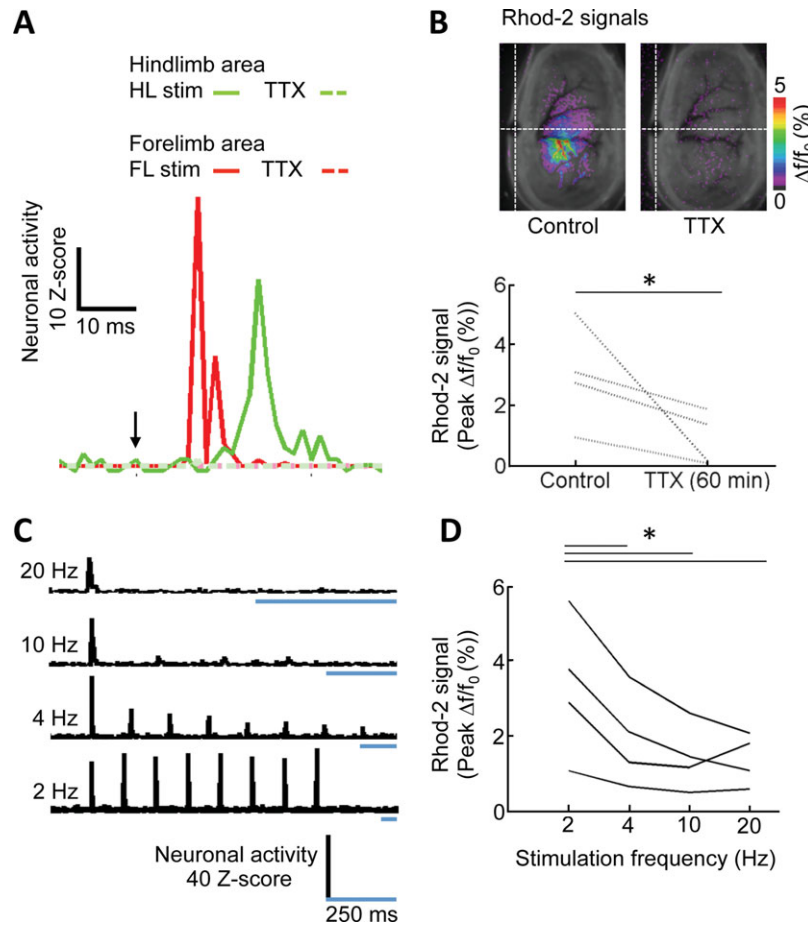 A
Hindlimb area
HL stim TTX
Forelimb area
FL stim TTX
Neuronal activity
10 Z-score
10 ms
B
Rhod-2 signals
Control
TTX
5
0
Δf/f₀ (%)
Rhod-2 signal
(Peak Δf/f₀ (%))
6
4
2
0
*
Control
TTX (60 min)
C
20 Hz
10 Hz
4 Hz
2 Hz
Neuronal activity
40 Z-score
250 ms
D
*
Rhod-2 signal
(Peak Δf/f₀ (%))
6
4
2
0
2 4 10 20
Stimulation frequency (Hz)